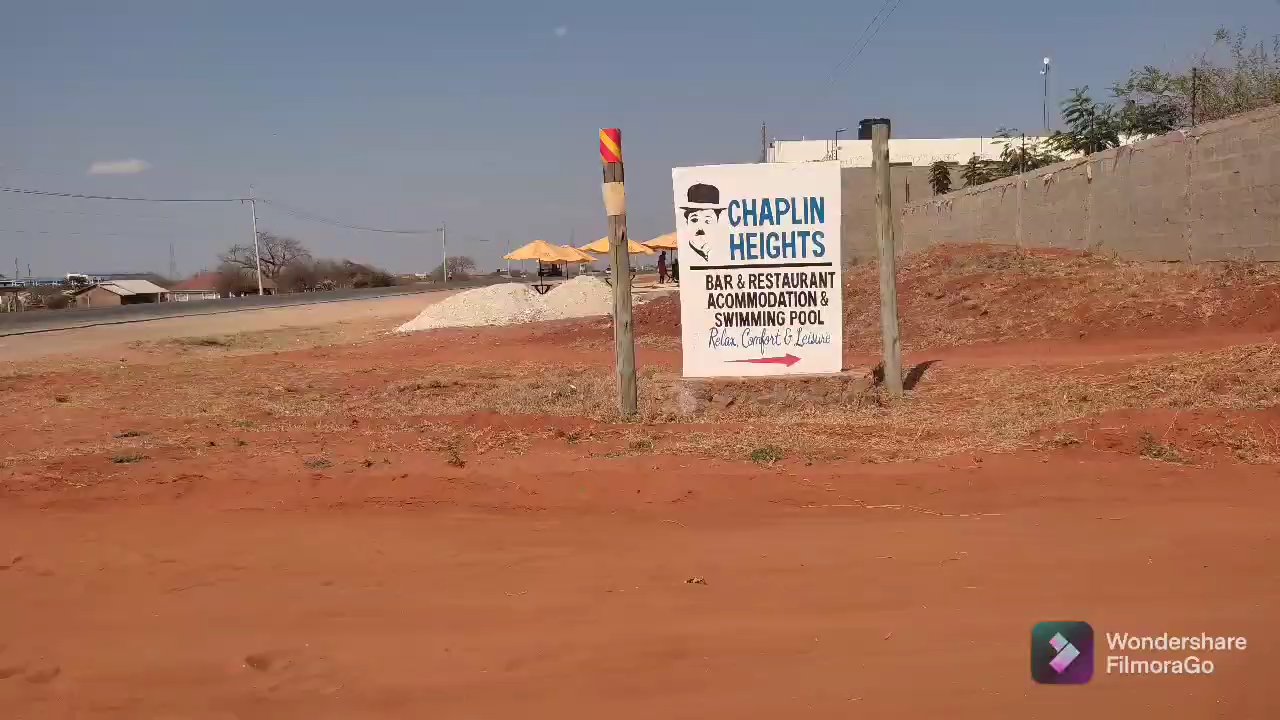 CHAPLIN
HEIGHTS
BAR & RESTAURANT
ACOMMODATION &
SWIMMING POOL
Relax, Comfort & Leisure
Wondershare
FilmoraGo